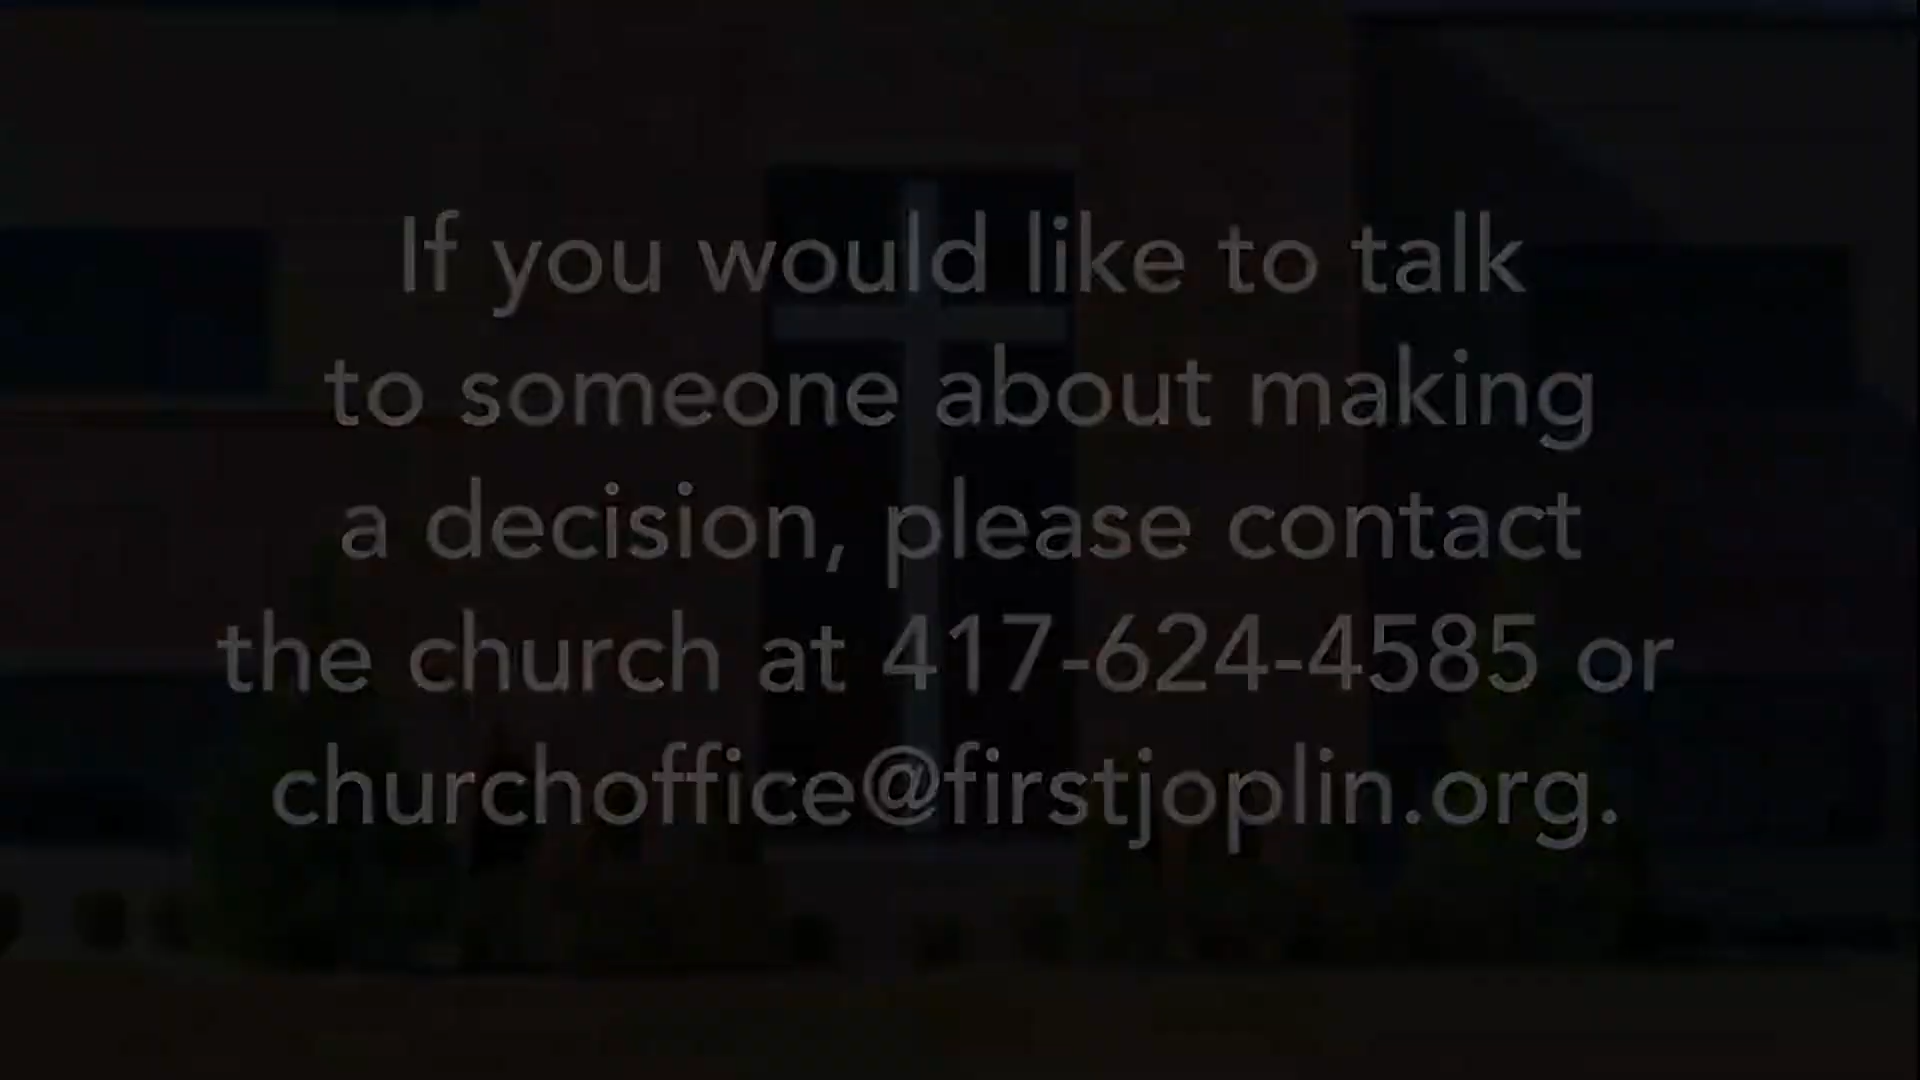 If you would like to talk
to someone about making
a decision, please contact
the church at 417-624-4585 or
churchoffice@firstjoplin.org.